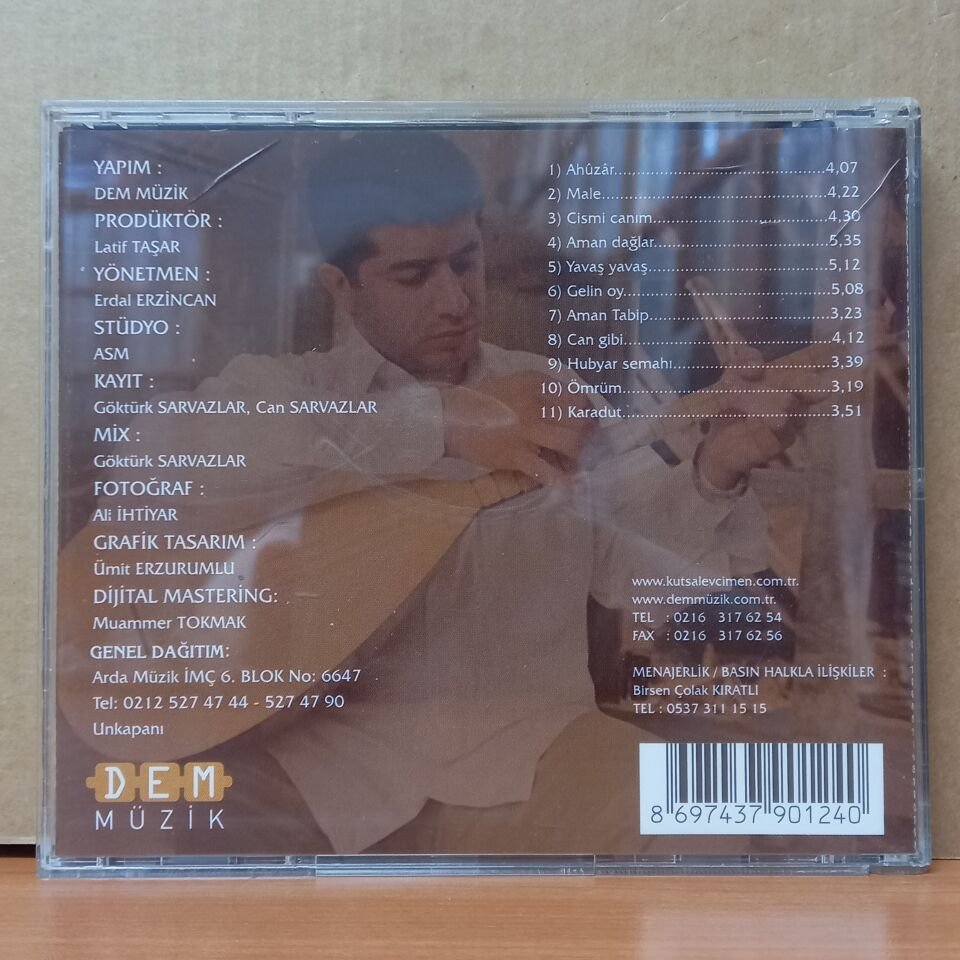 YAPIM :
DEM MÜZİK
PRODÜKTÖR :
Latif TAŞAR
YÖNETMEN :
Erdal ERZİNCAN
STÜDYO :
ASM
KAYIT :
Göktürk SARVAZLAR, Can SARVAZLAR
MİX :
Göktürk SARVAZLAR
FOTOĞRAF :
Ali İHTİYAR
GRAFİK TASARIM :
Ümit ERZURUMLU
DİJİTAL MASTERİNG:
Muammer TOKMAK
GENEL DAĞITIM:
Arda Müzik İMÇ 6. BLOK No: 6647
Tel: 0212 527 47 44 - 527 47 90
Unkapanı
DEM
MÜZİK
1) Ahûzâr....................................................4,07
2) Male........................................................4,22
3) Cismi canım..........................................4,30
4) Aman dağlar.........................................5,35
5) Yavaş yavaş...........................................5,12
6) Gelin oy.................................................5,08
7) Aman Tabip...........................................3,23
8) Can gibi.................................................4,12
9) Hubyar semahı......................................3,39
10) Ömrüm.................................................3,19
11) Karadut.................................................3,51
www.kutsalevcimen.com.tr.
www.demmüzik.com.tr.
TEL : 0216 317 62 54
FAX : 0216 317 62 56
MENAJERLİK / BASIN HALKLA İLİŞKİLER :
Birsen Çolak KIRATLI
TEL : 0537 311 15 15
8 697437 901240